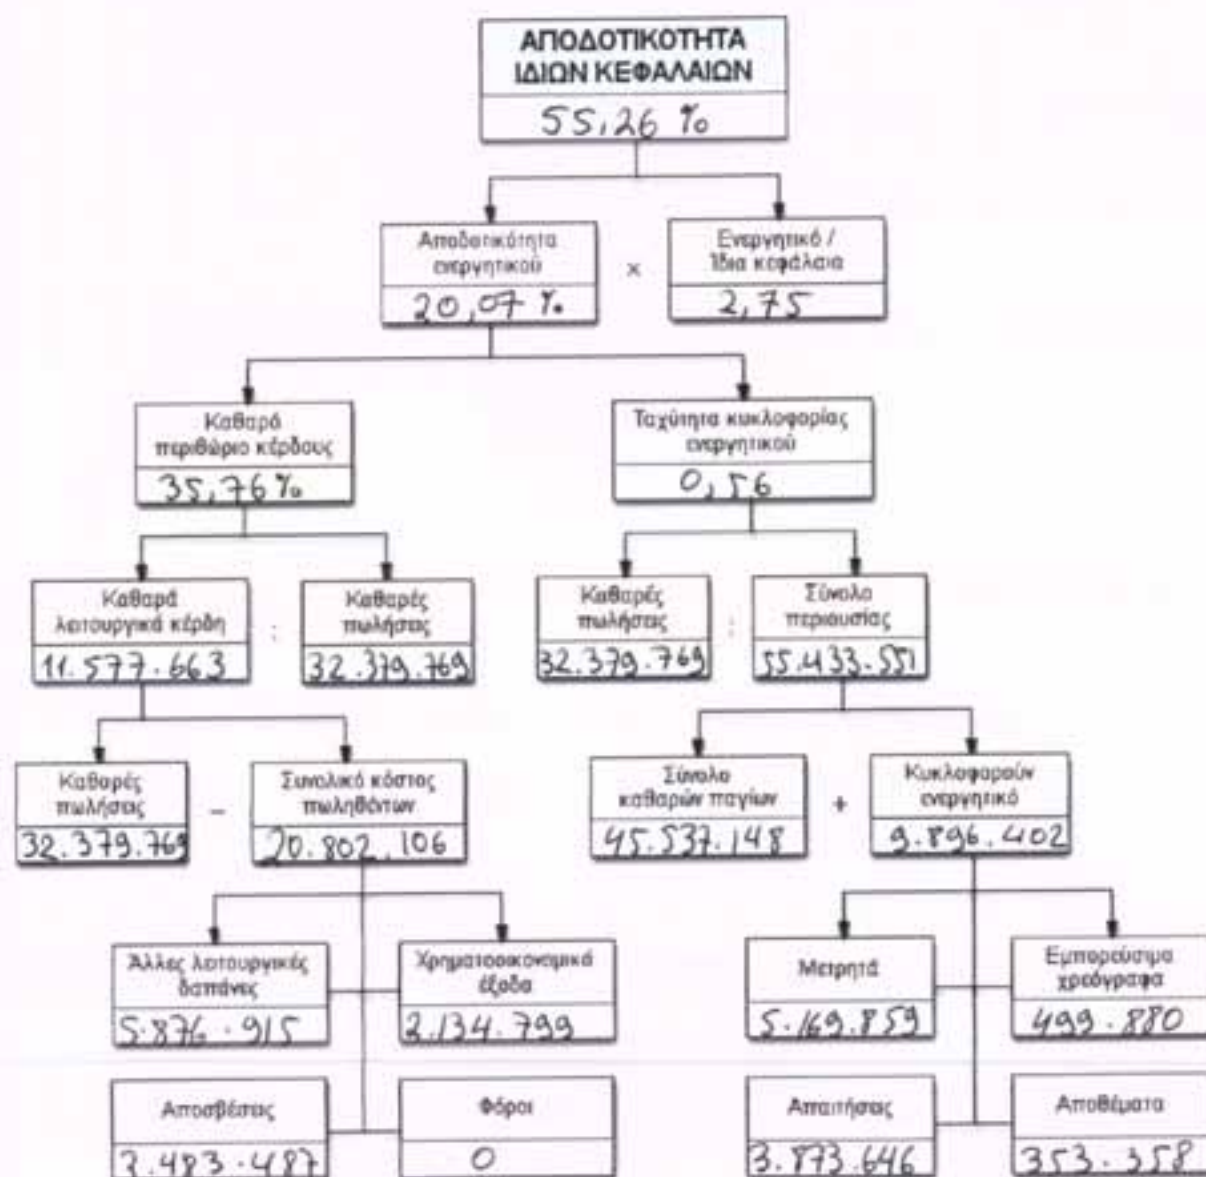 ΑΠΟΔΟΤΙΚΟΤΗΤΑ
ΙΔΙΩΝ ΚΕΦΑΛΑΙΩΝ
55,26 %
Αποδοτικότητα
ενεργητικού
20,07 %
x
Ενεργητικό /
Ίδια κεφάλαια
2,75
Καθαρό
περιθώριο κέρδους
35,76 %
Ταχύτητα κυκλοφορίας
ενεργητικού
0,56
Καθαρά
λειτουργικά κέρδη
11.577.663
:
Καθαρές
πωλήσεις
32.379.769
Καθαρές
πωλήσεις
32.379.769
:
Σύνολο
περιουσίας
55.433.551
Καθαρές
πωλήσεις
32.379.769
–
Συνολικό κόστος
πωληθέντων
20.802.106
Σύνολο
καθαρών παγίων
45.537.148
+
Κυκλοφορούν
ενεργητικό
9.896.402
Άλλες λειτουργικές
δαπάνες
5.876.915
Χρηματοοικονομικά
έξοδα
2.134.799
Μετρητά
5.169.859
Εμπορεύσιμα
χρεόγραφα
499.880
Αποσβέσεις
Φόροι
0
Απαιτήσεις
3.873.646
Αποθέματα
353.358